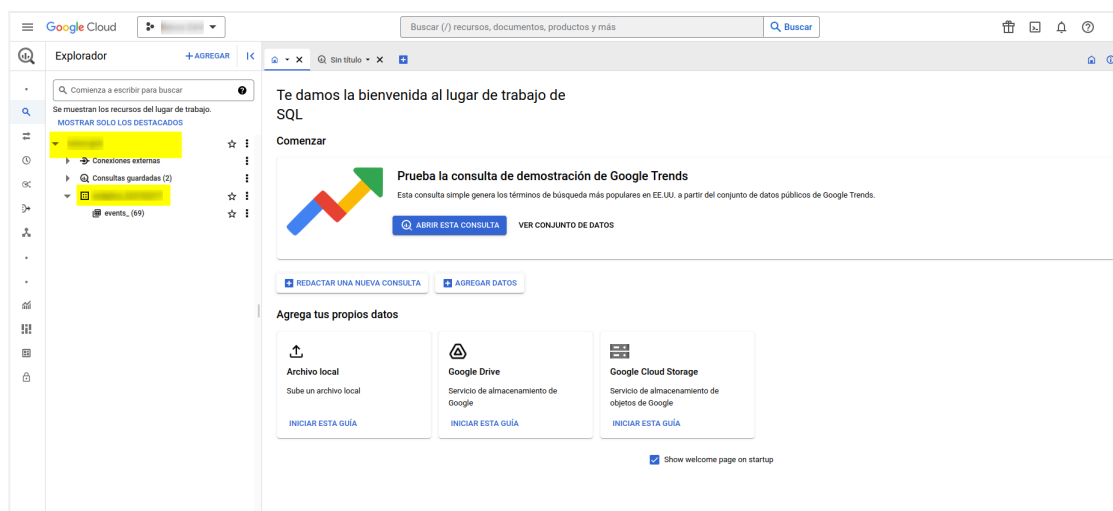 Google Cloud
Buscar (/) recursos, documentos, productos y más
Buscar
Explorador
+ AGREGAR
Sin título
Comienza a escribir para buscar
Se muestran los recursos del lugar de trabajo.
MOSTRAR SOLO LOS DESTACADOS
Conexiones externas
Consultas guardadas (2)
events_ (69)
Te damos la bienvenida al lugar de trabajo de
SQL
Comenzar
Prueba la consulta de demostración de Google Trends
Esta consulta simple genera los términos de búsqueda más populares en EE.UU. a partir del conjunto de datos públicos de Google Trends.
ABRIR ESTA CONSULTA
VER CONJUNTO DE DATOS
REDACTAR UNA NUEVA CONSULTA
AGREGAR DATOS
Agrega tus propios datos
Archivo local
Sube un archivo local
INICIAR ESTA GUÍA
Google Drive
Servicio de almacenamiento de
Google
INICIAR ESTA GUÍA
Google Cloud Storage
Servicio de almacenamiento de
objetos de Google
INICIAR ESTA GUÍA
Show welcome page on startup